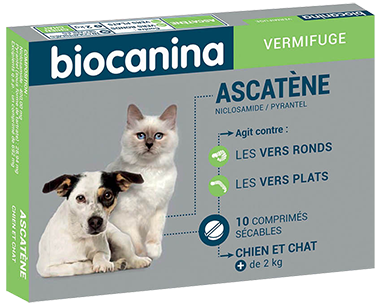 biocanina
VERMIFUGE
ASCATÈNE
NICLOSAMIDE / PYRANTEL
Agit contre :
LES VERS RONDS
LES VERS PLATS
10 COMPRIMÉS
SÉCABLES
CHIEN ET CHAT
+ de 2 kg
ASCATÈNE
CHIEN ET CHAT